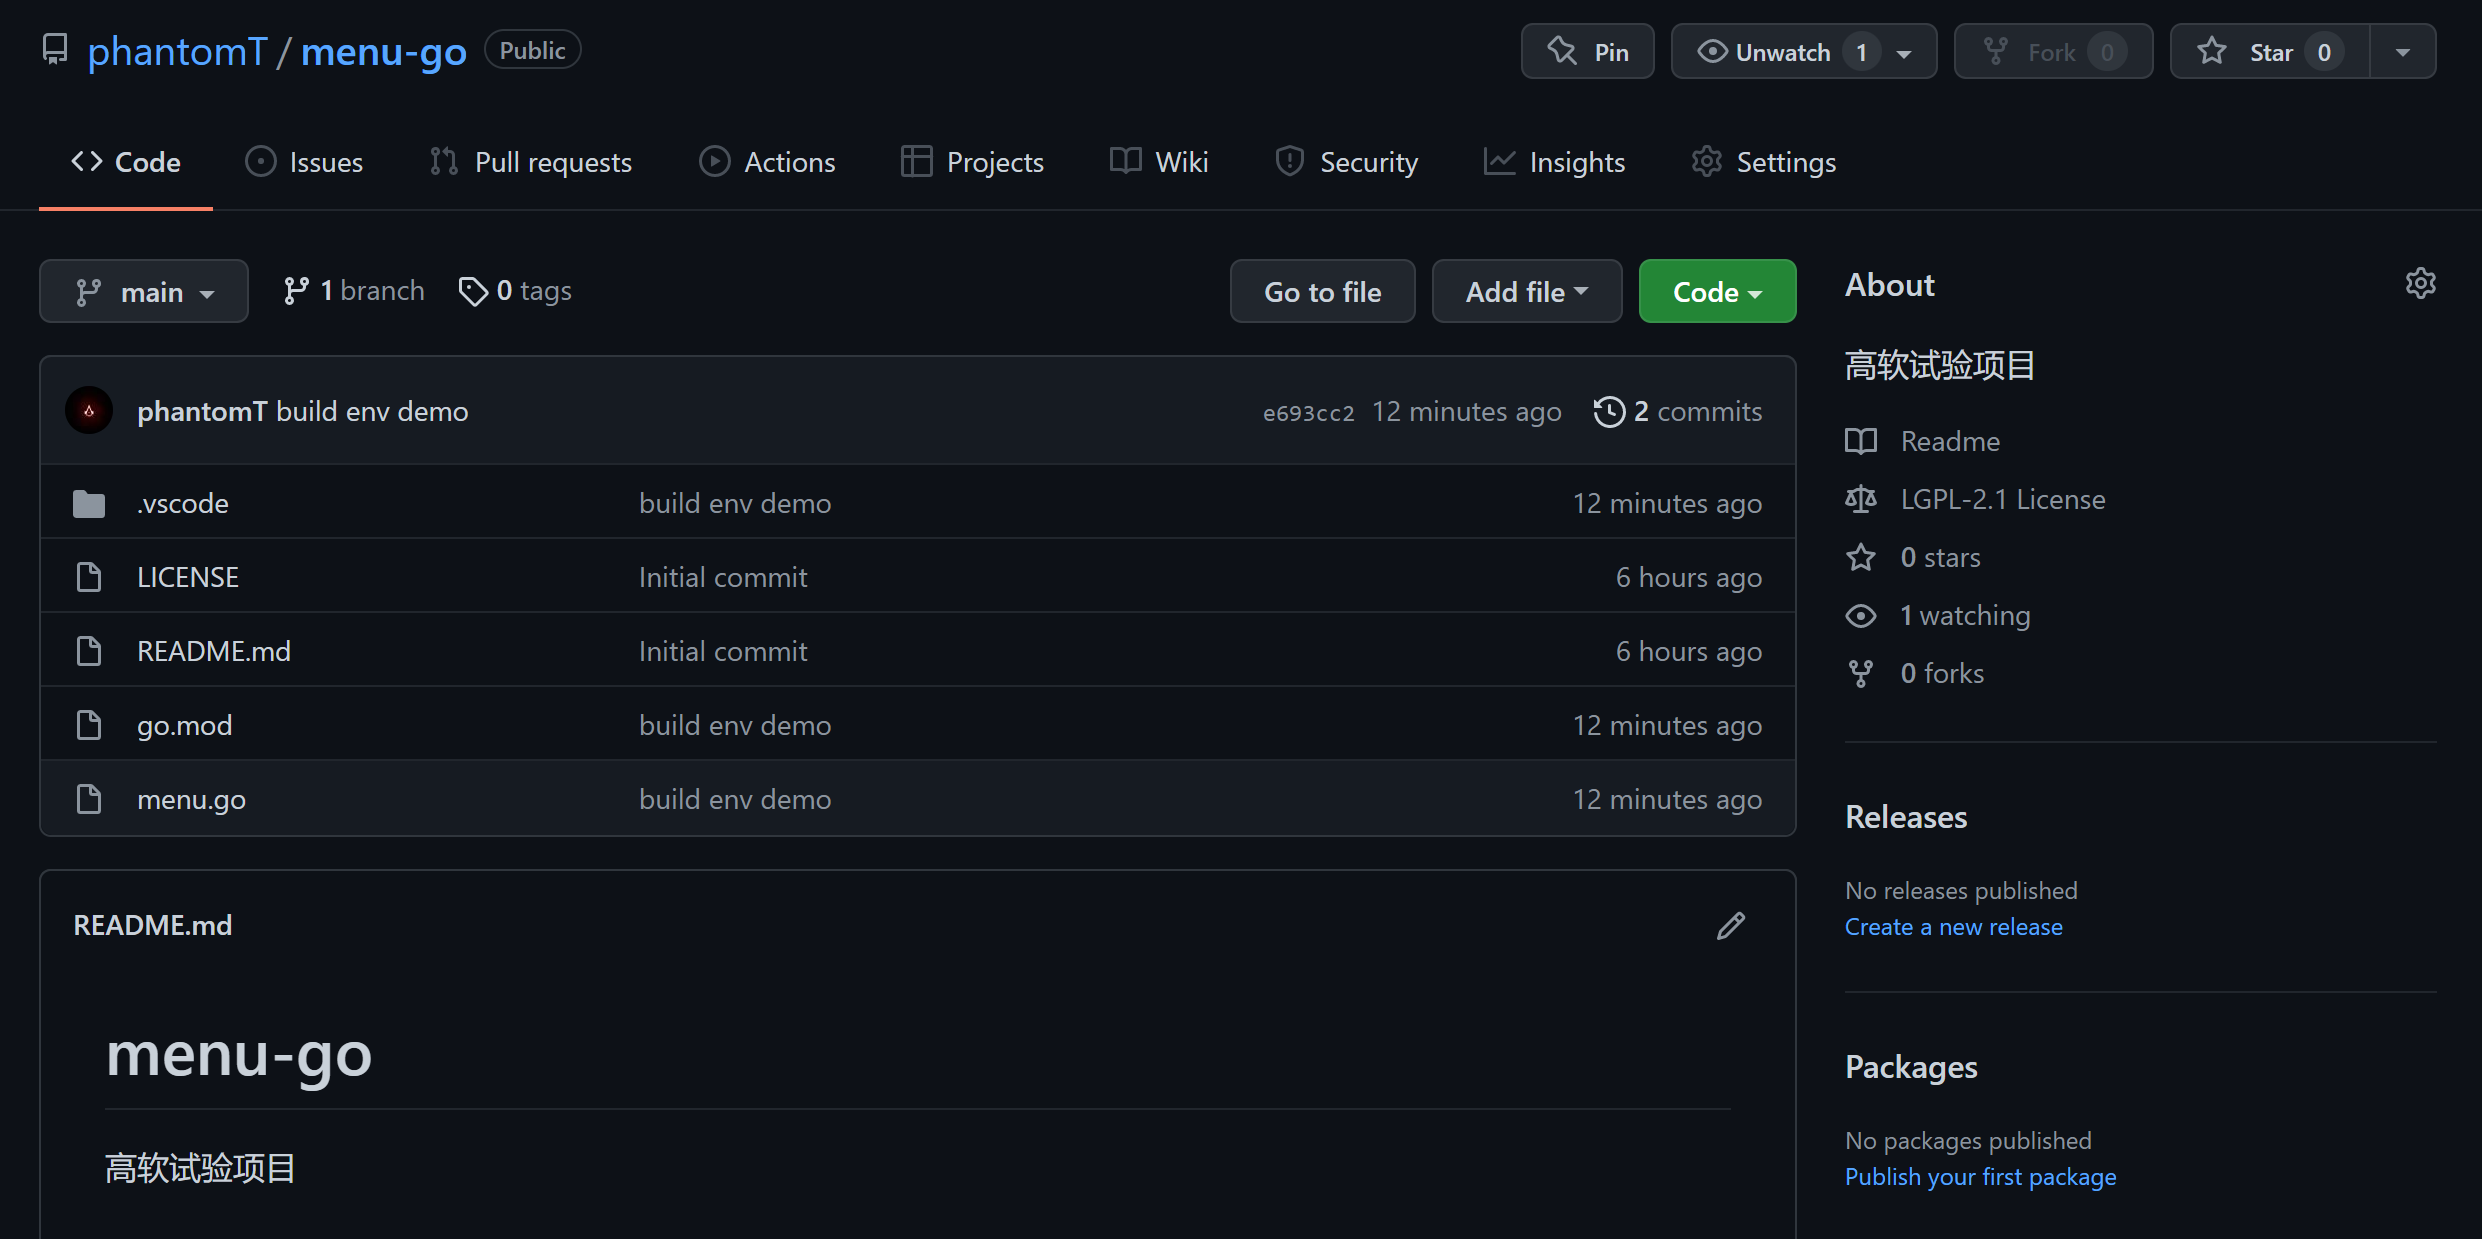 phantomT / menu-go Public
Pin
Unwatch 1
Fork 0
Star 0
Code
Issues
Pull requests
Actions
Projects
Wiki
Security
Insights
Settings
main
1 branch
0 tags
Go to file
Add file
Code
phantomT build env demo
e693cc2 12 minutes ago
2 commits
.vscode
build env demo
12 minutes ago
LICENSE
Initial commit
6 hours ago
README.md
Initial commit
6 hours ago
go.mod
build env demo
12 minutes ago
menu.go
build env demo
12 minutes ago
README.md
menu-go
高软试验项目
About
高软试验项目
Readme
LGPL-2.1 License
0 stars
1 watching
0 forks
Releases
No releases published
Create a new release
Packages
No packages published
Publish your first package